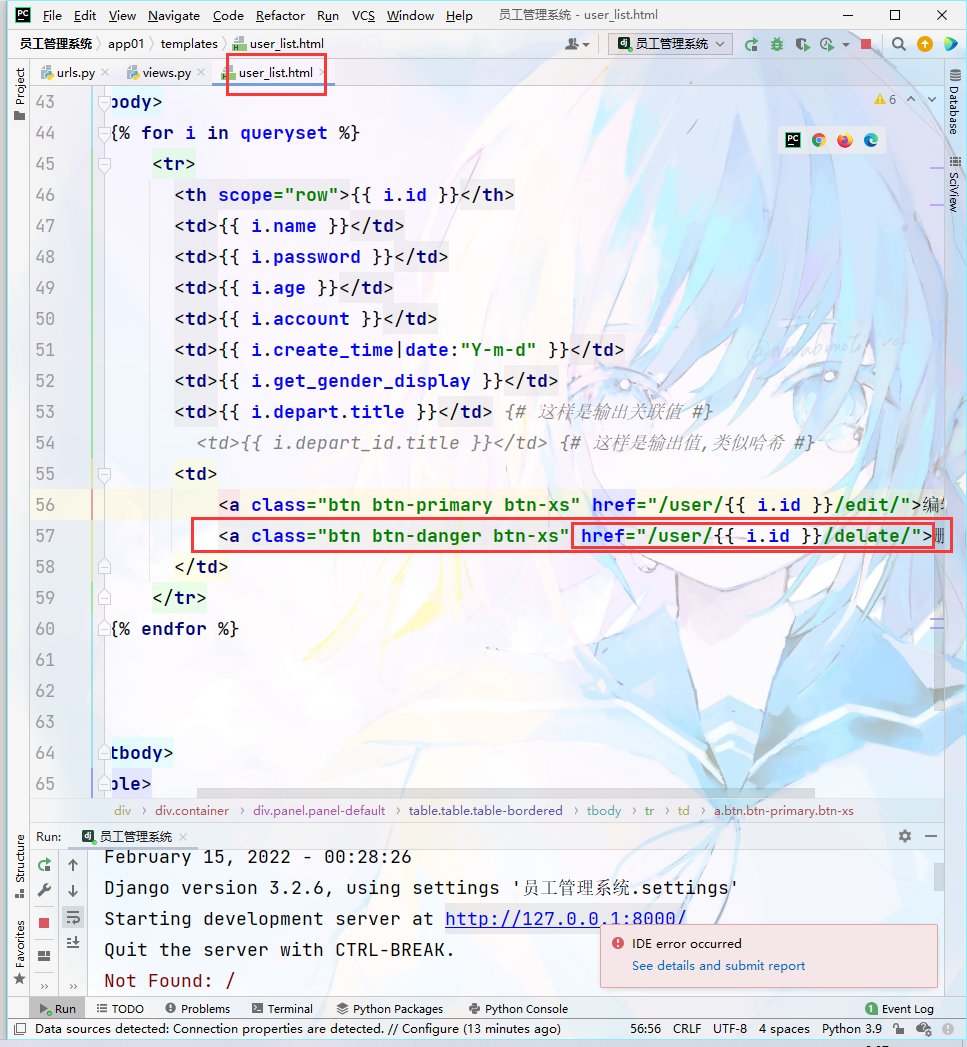 File Edit View Navigate Code Refactor Run VCS Window Help 员工管理系统 - user_list.html
员工管理系统 app01 templates user_list.html 员工管理系统
urls.py views.py user_list.html
Project
Database
SciView
6
43 body>
44 {% for i in queryset %}
45 <tr>
46 <th scope="row">{{ i.id }}</th>
47 <td>{{ i.name }}</td>
48 <td>{{ i.password }}</td>
49 <td>{{ i.age }}</td>
50 <td>{{ i.account }}</td>
51 <td>{{ i.create_time|date:"Y-m-d" }}</td>
52 <td>{{ i.get_gender_display }}</td>
53 <td>{{ i.depart.title }}</td> {# 这样是输出关联值 #}
54 <td>{{ i.depart_id.title }}</td> {# 这样是输出值,类似哈希 #}
55 <td>
56 <a class="btn btn-primary btn-xs" href="/user/{{ i.id }}/edit/">编
57 <a class="btn btn-danger btn-xs" href="/user/{{ i.id }}/delate/">
58 </td>
59 </tr>
60 {% endfor %}
61
62
63
64 tbody>
65 ble>
div div.container div.panel.panel-default table.table.table-bordered tbody tr td a.btn.btn-primary.btn-xs
Run: 员工管理系统
Structure
Favorites
February 15, 2022 - 00:28:26
Django version 3.2.6, using settings '员工管理系统.settings'
Starting development server at http://127.0.0.1:8000/
Quit the server with CTRL-BREAK.
Not Found: /
IDE error occurred
See details and submit report
Run TODO Problems Terminal Python Packages Python Console 1 Event Log
Data sources detected: Connection properties are detected. // Configure (13 minutes ago) 56:56 CRLF UTF-8 4 spaces Python 3.9